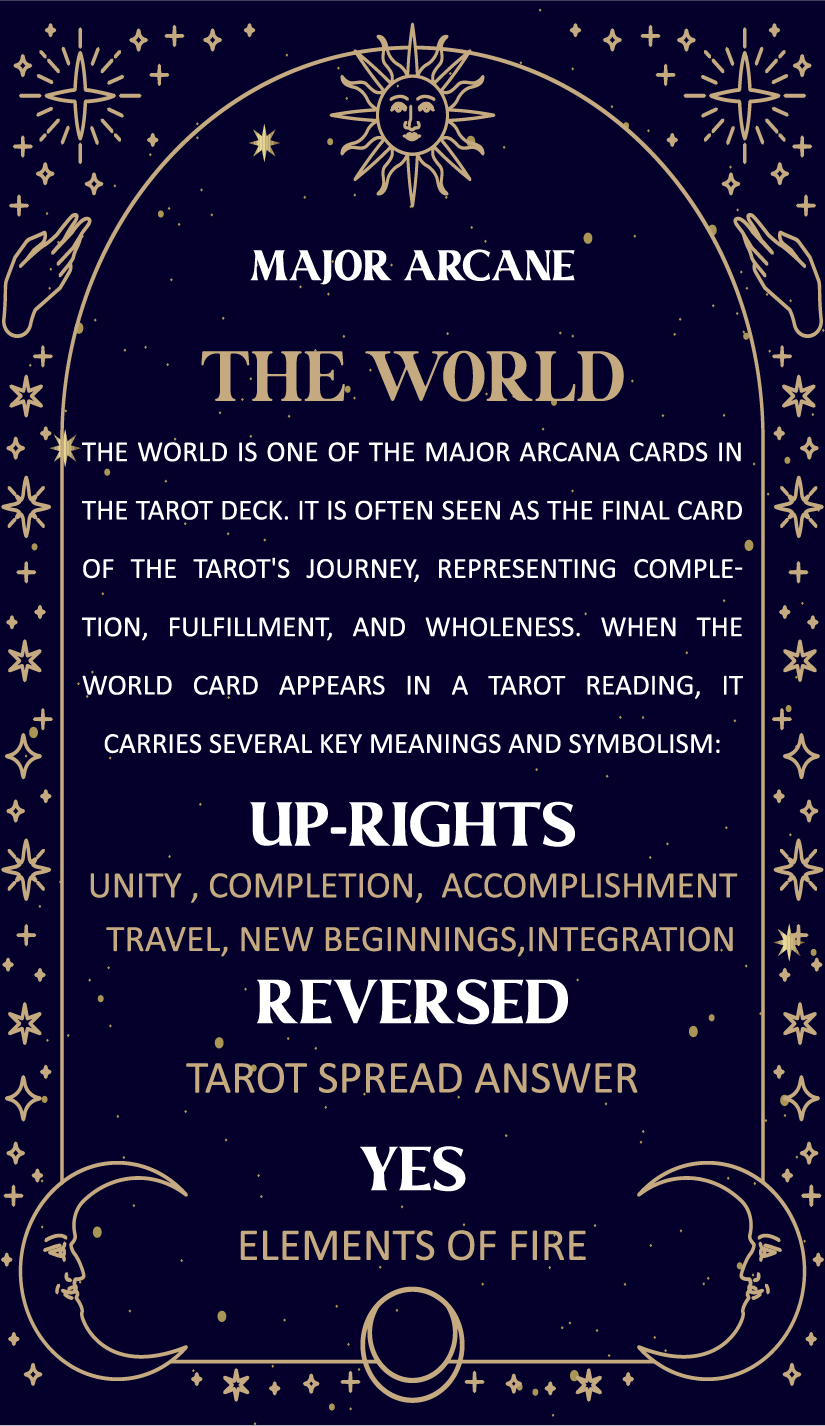 MAJOR ARCANE
THE WORLD
THE WORLD IS ONE OF THE MAJOR ARCANA CARDS IN
THE TAROT DECK. IT IS OFTEN SEEN AS THE FINAL CARD
OF THE TAROT'S JOURNEY, REPRESENTING COMPLE-
TION, FULFILLMENT, AND WHOLENESS. WHEN THE
WORLD CARD APPEARS IN A TAROT READING, IT
CARRIES SEVERAL KEY MEANINGS AND SYMBOLISM:
UP-RIGHTS
UNITY , COMPLETION, ACCOMPLISHMENT
TRAVEL, NEW BEGINNINGS,INTEGRATION
REVERSED
TAROT SPREAD ANSWER
YES
ELEMENTS OF FIRE